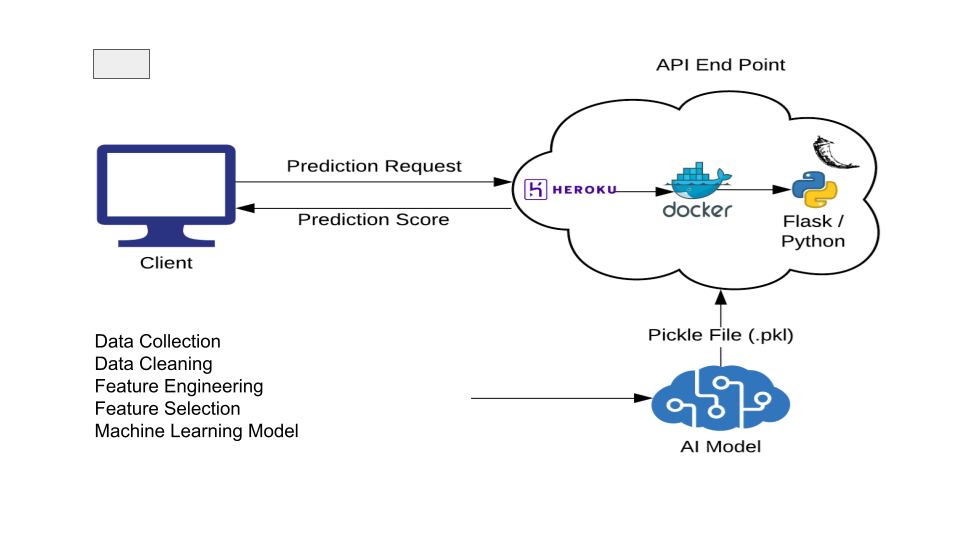 API End Point
Prediction Request
HEROKU
docker
Prediction Score
Flask /
Python
Client
Pickle File (.pkl)
Data Collection
Data Cleaning
Feature Engineering
Feature Selection
Machine Learning Model
AI Model